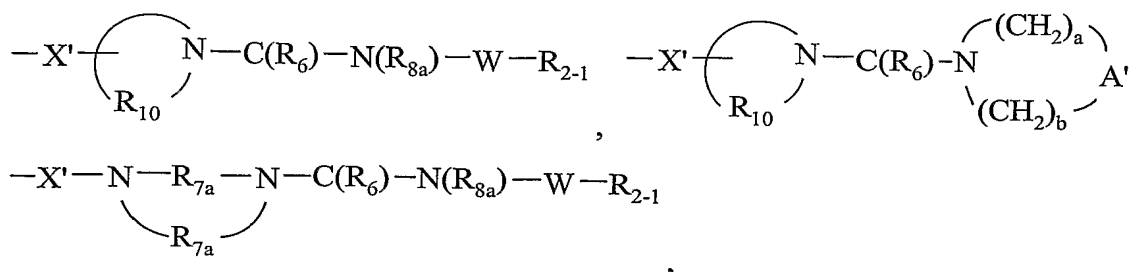 —X'— N—C(R₆)—N(R₈ₐ)—W—R₂₋₁ —X'— N—C(R₆)—N (CH₂)ₐ A'
R₁₀ , R₁₀ (CH₂)b
—X'—N—R₇ₐ—N—C(R₆)—N(R₈ₐ)—W—R₂₋₁
R₇ₐ ,